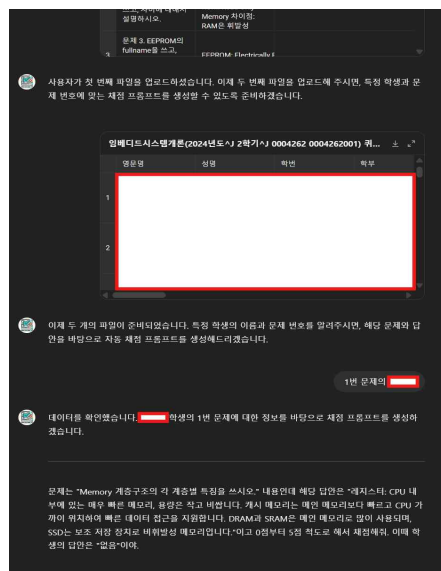 설명하시오.
Memory 차이점:
RAM은 휘발성
문제 3. EEPROM의
fullname을 쓰고,
3
EEPROM: Electrically
사용자가 첫 번째 파일을 업로드하셨습니다. 이제 두 번째 파일을 업로드해 주시면, 특정 학생과 문
제 번호에 맞는 채점 프롬프트를 생성할 수 있도록 준비하겠습니다.
임베디드시스템개론(2024년도^J 2학기^J 0004262 0004262001) 퀴...
영문명 성명 학번 학부
1
2
이제 두 개의 파일이 준비되었습니다. 특정 학생의 이름과 문제 번호를 알려주시면, 해당 문제와 답
안을 바탕으로 자동 채점 프롬프트를 생성해드리겠습니다.
1번 문제의
데이터를 확인했습니다. 학생의 1번 문제에 대한 정보를 바탕으로 채점 프롬프트를 생성하
겠습니다.
문제는 "Memory 계층구조의 각 계층별 특징을 쓰시오." 내용인데 해당 답안은 "레지스터: CPU 내
부에 있는 매우 빠른 메모리, 용량은 작고 비쌉니다. 캐시 메모리는 메인 메모리보다 빠르고 CPU 가
까이 위치하여 빠른 데이터 접근을 지원합니다. DRAM과 SRAM은 메인 메모리로 많이 사용되며,
SSD는 보조 저장 장치로 비휘발성 메모리입니다."이고 0점부터 5점 척도로 해서 채점해줘. 이때 학
생의 답안은 "없음"이야.